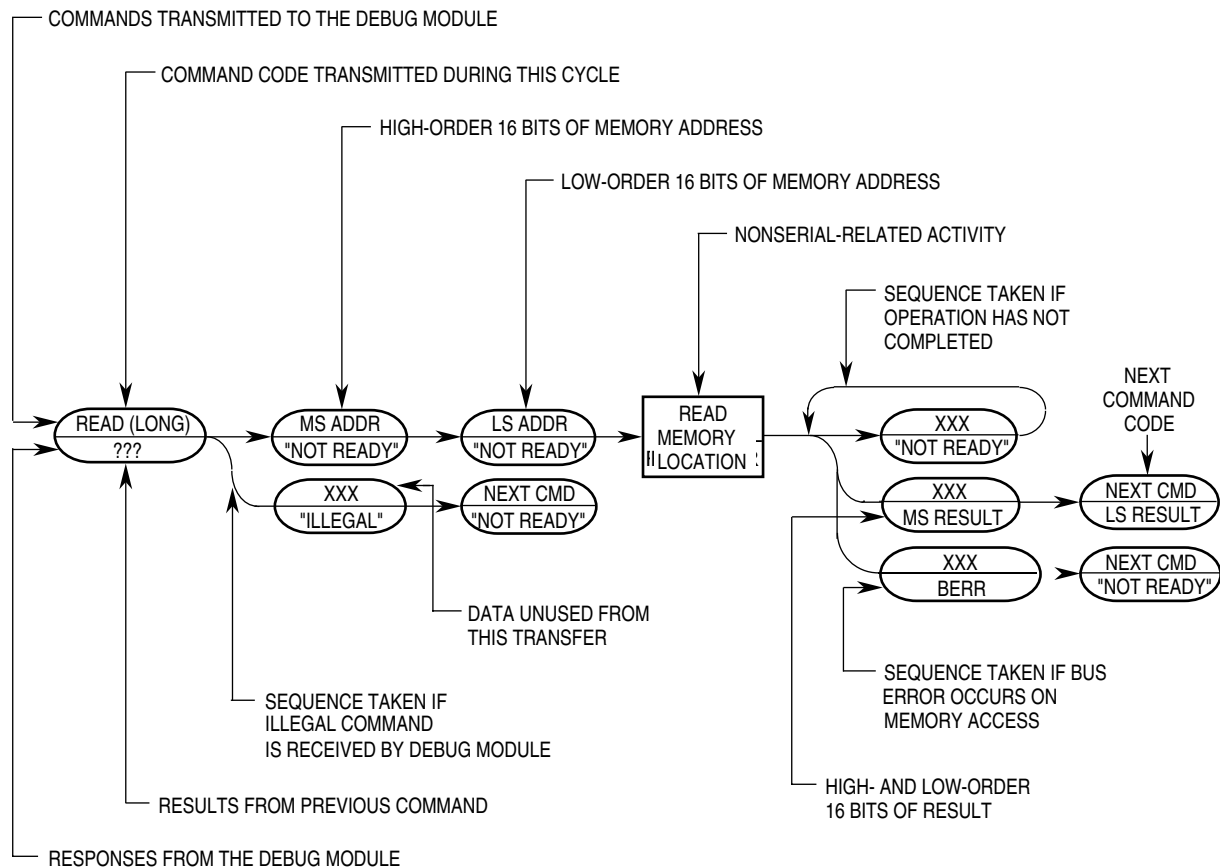 COMMANDS TRANSMITTED TO THE DEBUG MODULE
COMMAND CODE TRANSMITTED DURING THIS CYCLE
HIGH-ORDER 16 BITS OF MEMORY ADDRESS
LOW-ORDER 16 BITS OF MEMORY ADDRESS
NONSERIAL-RELATED ACTIVITY
SEQUENCE TAKEN IF
OPERATION HAS NOT
COMPLETED
NEXT
COMMAND
CODE
READ (LONG)
???
MS ADDR
"NOT READY"
LS ADDR
"NOT READY"
READ
MEMORY
LOCATION
XXX
"NOT READY"
XXX
"ILLEGAL"
NEXT CMD
"NOT READY"
XXX
MS RESULT
NEXT CMD
LS RESULT
XXX
BERR
NEXT CMD
"NOT READY"
DATA UNUSED FROM
THIS TRANSFER
SEQUENCE TAKEN IF
ILLEGAL COMMAND
IS RECEIVED BY DEBUG MODULE
SEQUENCE TAKEN IF BUS
ERROR OCCURS ON
MEMORY ACCESS
HIGH- AND LOW-ORDER
16 BITS OF RESULT
RESULTS FROM PREVIOUS COMMAND
RESPONSES FROM THE DEBUG MODULE